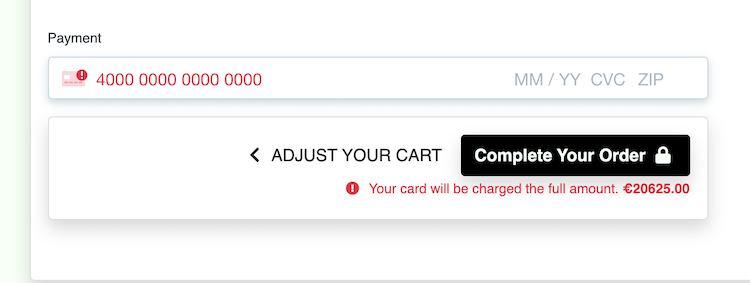 Payment
4000 0000 0000 0000 MM / YY CVC ZIP
ADJUST YOUR CART Complete Your Order
Your card will be charged the full amount. €20625.00